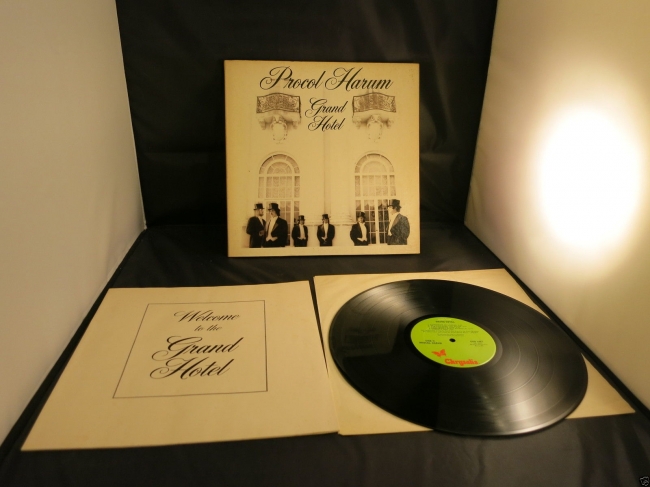 Procol Harum
Grand
Hotel
Welcome
to the
Grand
Hotel
Chrysalis